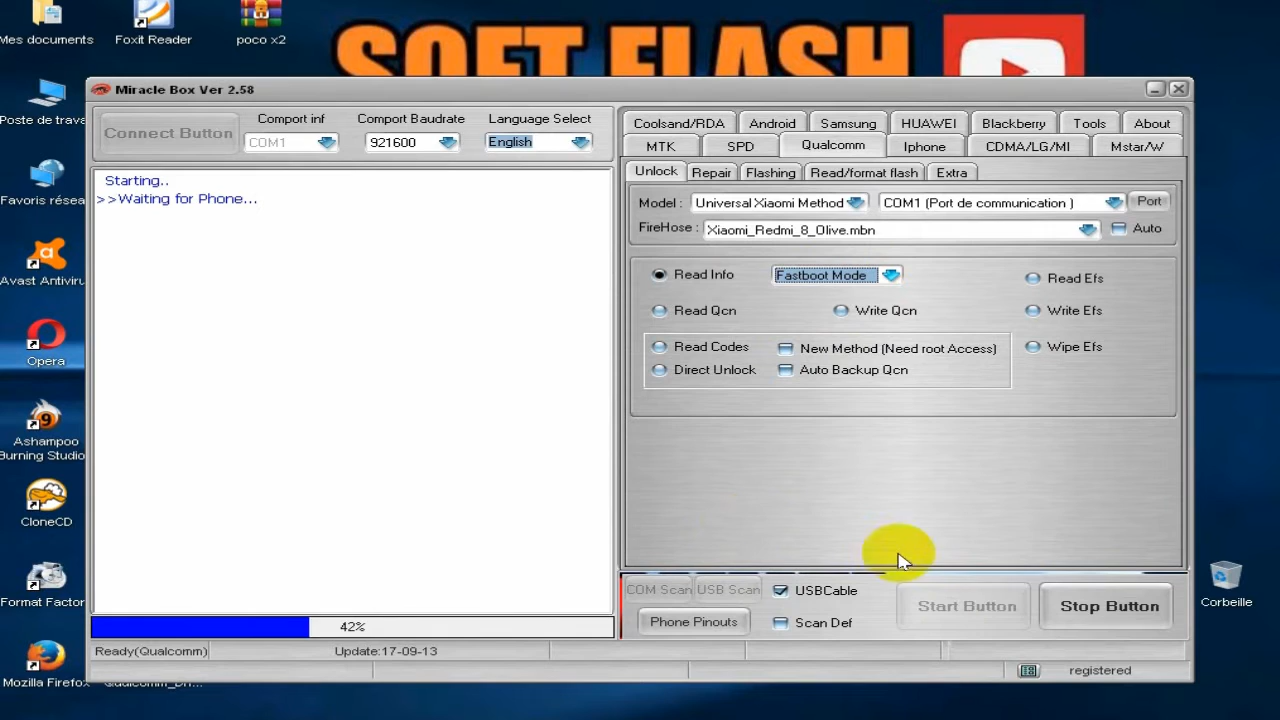 SOFT FLASH
Mes documents
Foxit Reader
poco x2
Poste de trava
Favoris résea
Avast Antiviru
Opera
Ashampoo
Burning Studio
CloneCD
Format Factor
Mozilla Firefox
Corbeille
Miracle Box Ver 2.58
Connect Button
Comport inf
COM1
Comport Baudrate
921600
Language Select
English
Starting..
>>Waiting for Phone...
42%
Coolsand/RDA Android Samsung HUAWEI Blackberry Tools About
MTK SPD Qualcomm Iphone CDMA/LG/MI Mstar/W
Unlock Repair Flashing Read/format flash Extra
Model : Universal Xiaomi Method COM1 (Port de communication ) Port
FireHose : Xiaomi_Redmi_8_Olive.mbn Auto
Read Info Fastboot Mode Read Efs
Read Qcn Write Qcn Write Efs
Read Codes New Method (Need root Access) Wipe Efs
Direct Unlock Auto Backup Qcn
COM Scan USB Scan USBCable Start Button Stop Button
Phone Pinouts Scan Def
Ready(Qualcomm) Update:17-09-13
registered